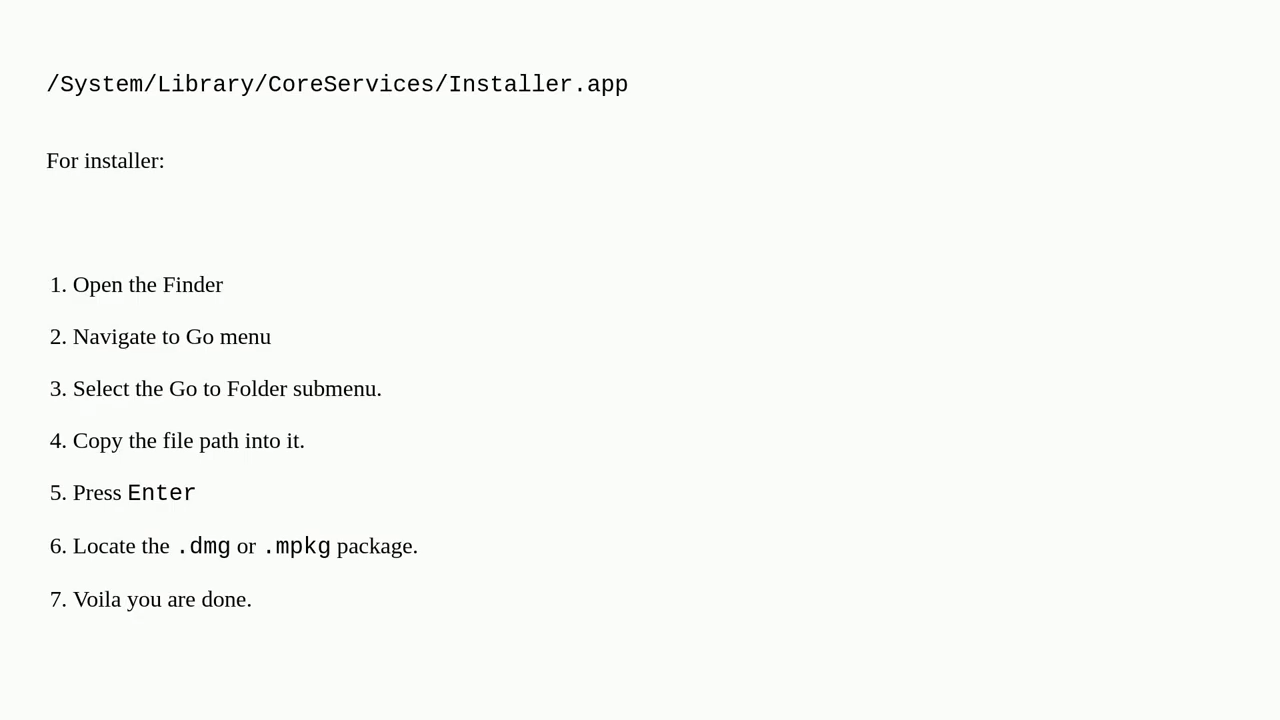 /System/Library/CoreServices/Installer.app
For installer:
1. Open the Finder
2. Navigate to Go menu
3. Select the Go to Folder submenu.
4. Copy the file path into it.
5. Press Enter
6. Locate the .dmg or .mpkg package.
7. Voila you are done.